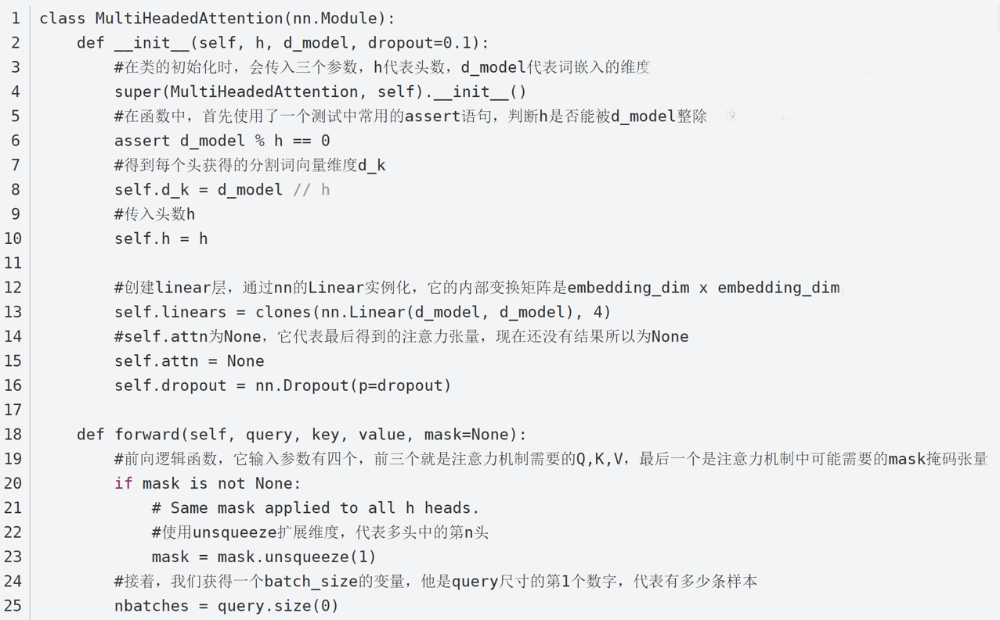 1 class MultiHeadedAttention(nn.Module):
2     def __init__(self, h, d_model, dropout=0.1):
3         #在类的初始化时，会传入三个参数，h代表头数，d_model代表词嵌入的维度
4         super(MultiHeadedAttention, self).__init__()
5         #在函数中，首先使用了一个测试中常用的assert语句，判断h是否能被d_model整除 这
6         assert d_model % h == 0
7         #得到每个头获得的分割词向量维度d_k
8         self.d_k = d_model // h
9         #传入头数h
10         self.h = h
11
12         #创建linear层，通过nn的Linear实例化，它的内部变换矩阵是embedding_dim x embedding_dim
13         self.linears = clones(nn.Linear(d_model, d_model), 4)
14         #self.attn为None，它代表最后得到的注意力张量，现在还没有结果所以为None
15         self.attn = None
16         self.dropout = nn.Dropout(p=dropout)
17
18     def forward(self, query, key, value, mask=None):
19         #前向逻辑函数，它输入参数有四个，前三个就是注意力机制需要的Q,K,V，最后一个是注意力机制中可能需要的mask掩码张量
20         if mask is not None:
21             # Same mask applied to all h heads.
22             #使用unsqueeze扩展维度，代表多头中的第n头
23             mask = mask.unsqueeze(1)
24         #接着，我们获得一个batch_size的变量，他是query尺寸的第1个数字，代表有多少条样本
25         nbatches = query.size(0)